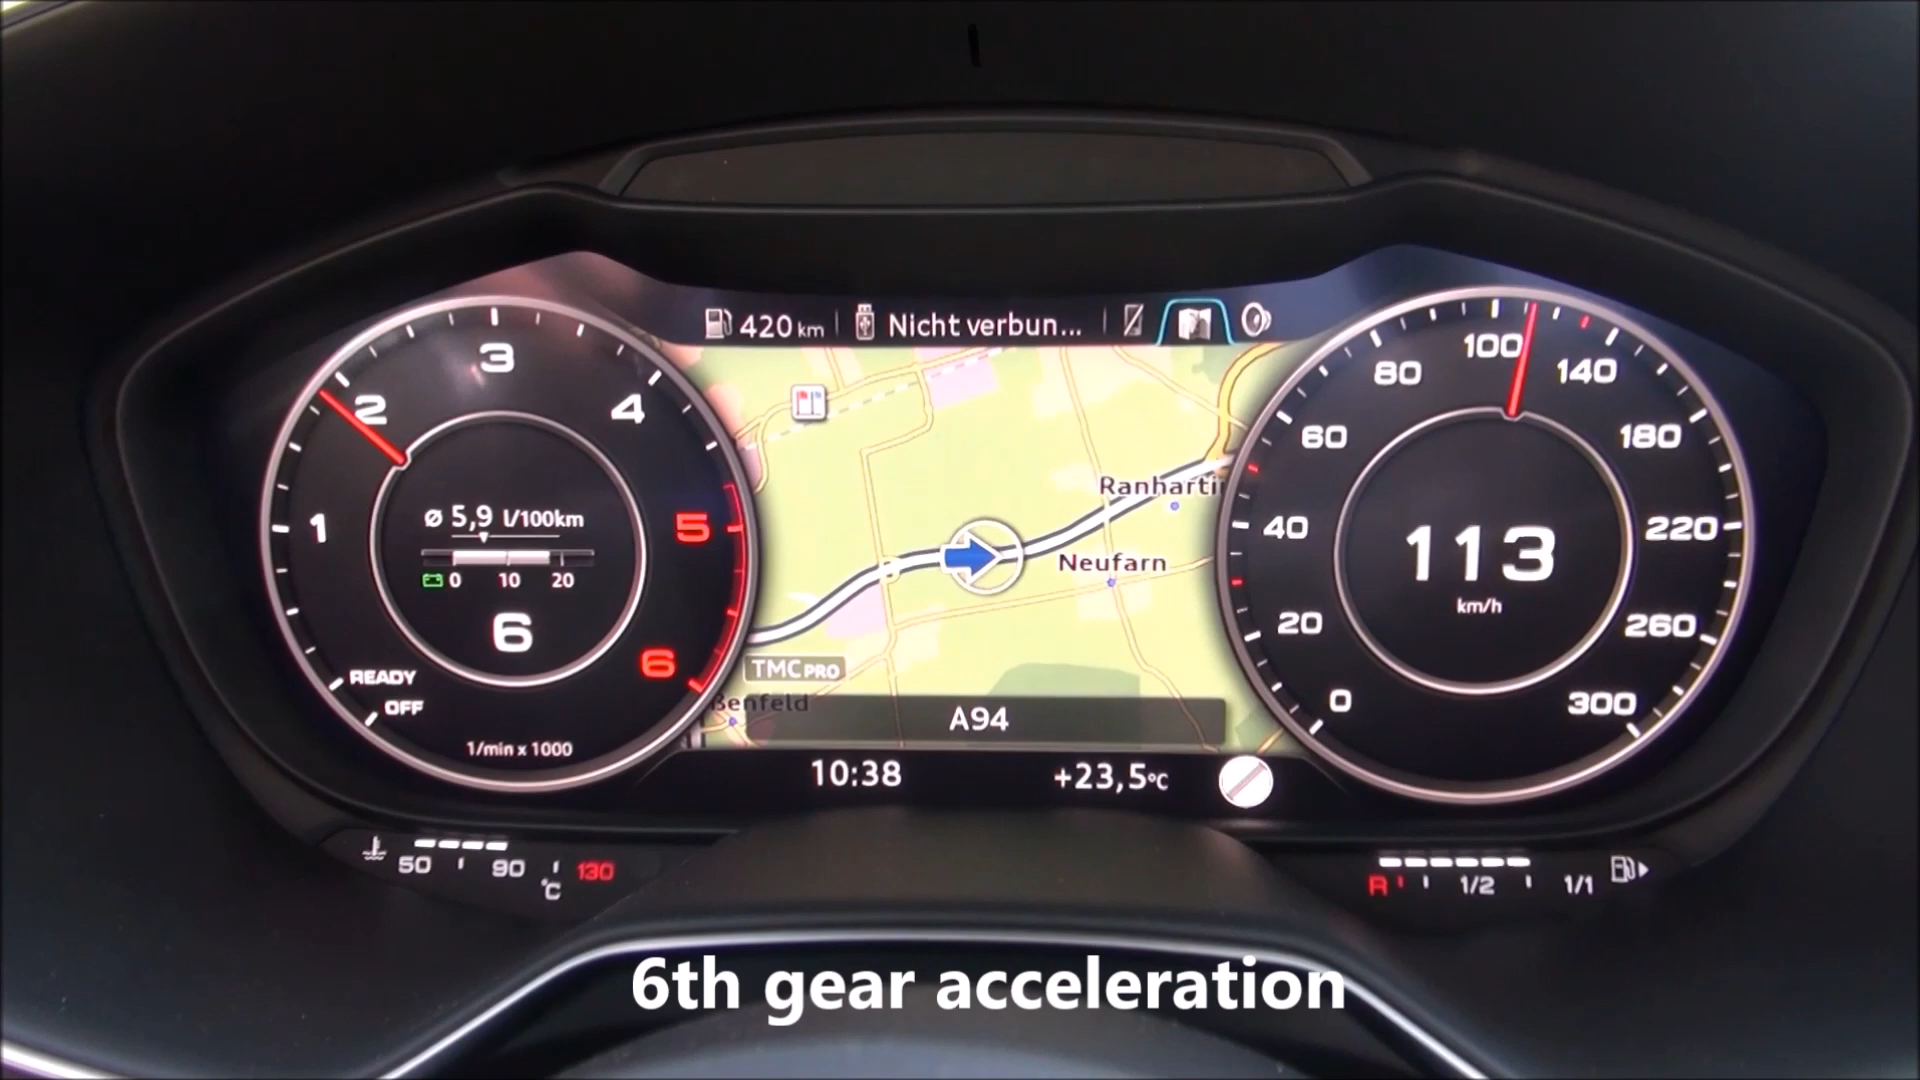 420 km
Nicht verbun...
3
2
4
1
5
6
Ø 5,9 l/100km
0 10 20
6
READY
OFF
1/min x 1000
Neufarn
TMC PRO
A94
10:38
+23,5°C
100
80
140
60
180
40
220
20
260
0
300
113
km/h
50 90 130
°C
R 1/2 1/1
6th gear acceleration